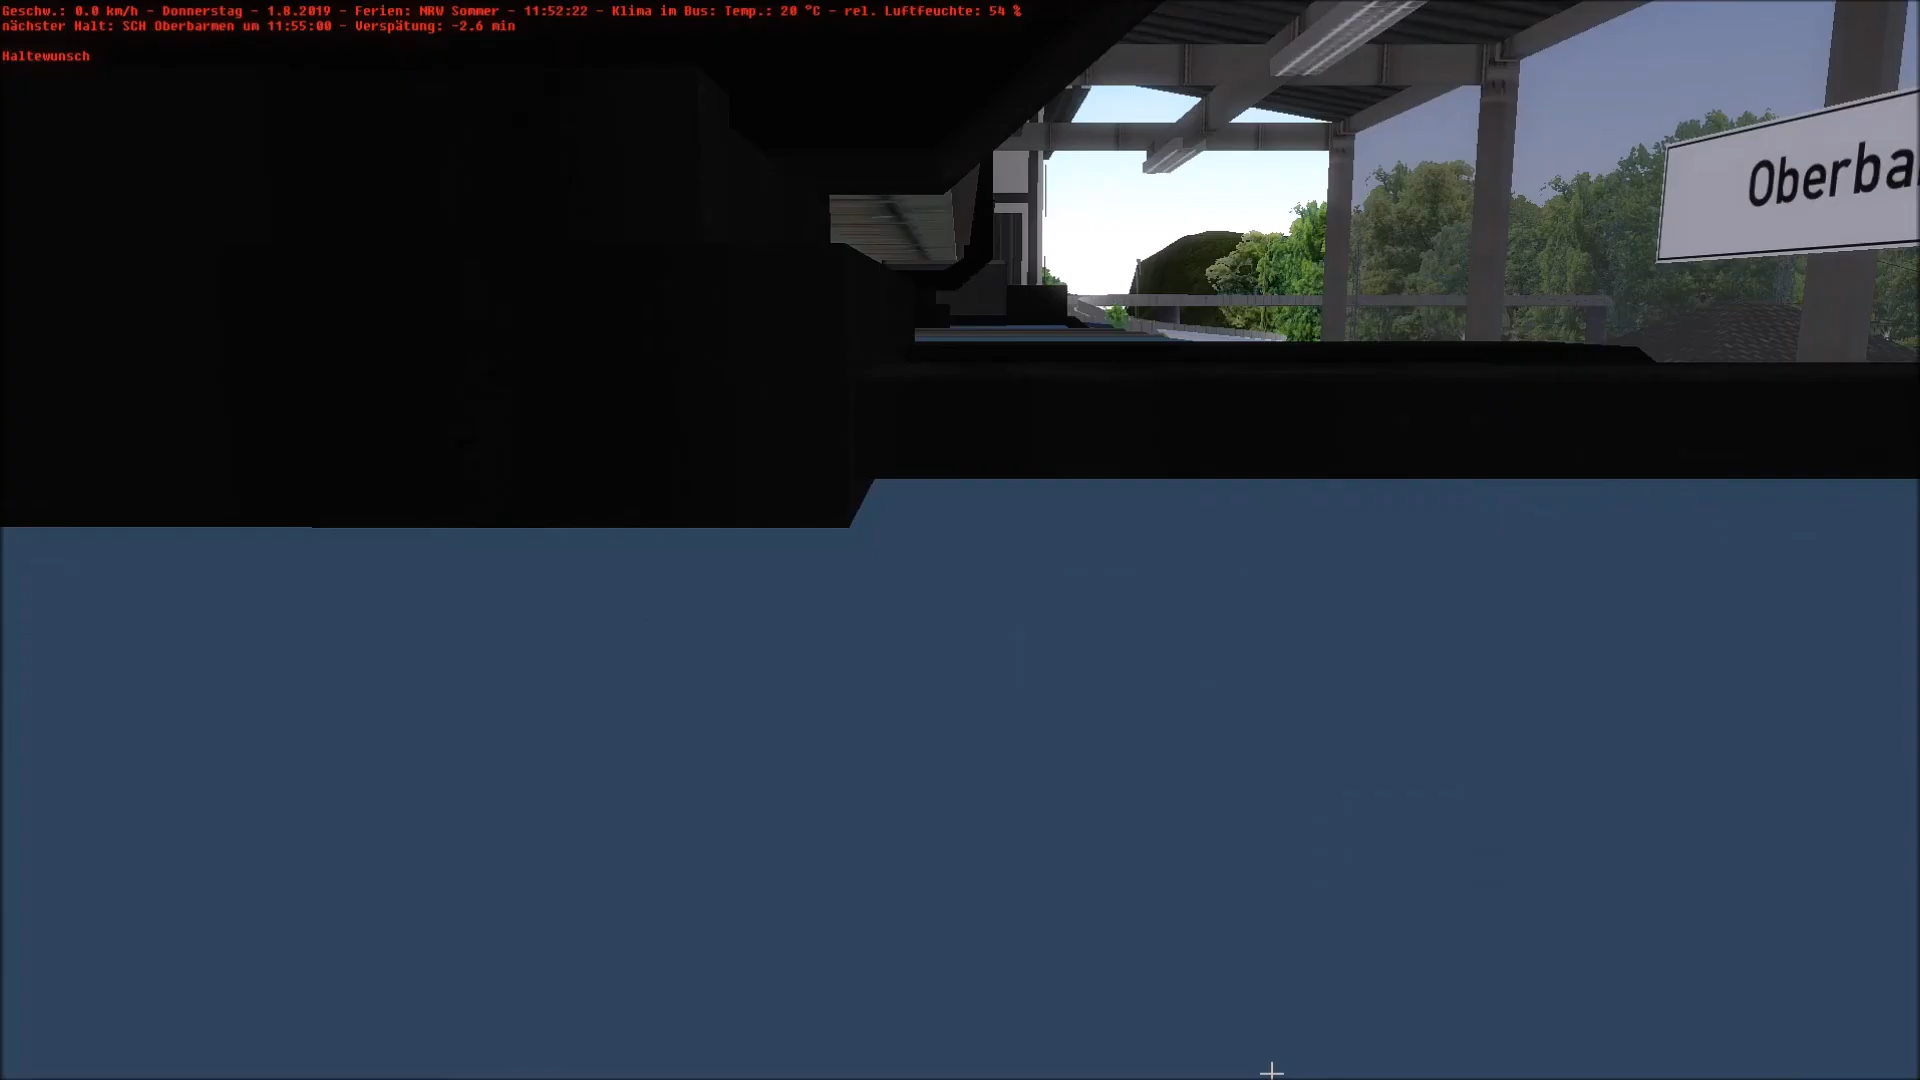 Geschw.: 0.0 km/h - Donnerstag - 1.8.2019 - Ferien: NRW Sommer - 11:52:22 - Klima im Bus: Temp.: 20 °C - rel. Luftfeuchte: 54 %
nächster Halt: SCH Oberbarmen um 11:55:00 - Verspätung: -2.6 min
Haltewunsch
Oberba